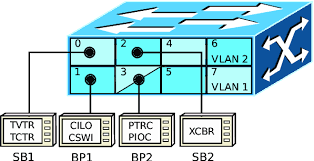 0 2 4 6
VLAN 2
1 3 5 7
VLAN 1
TVTR CILO PTRC XCBR
TCTR CSWI PIOC
SB1 BP1 BP2 SB2